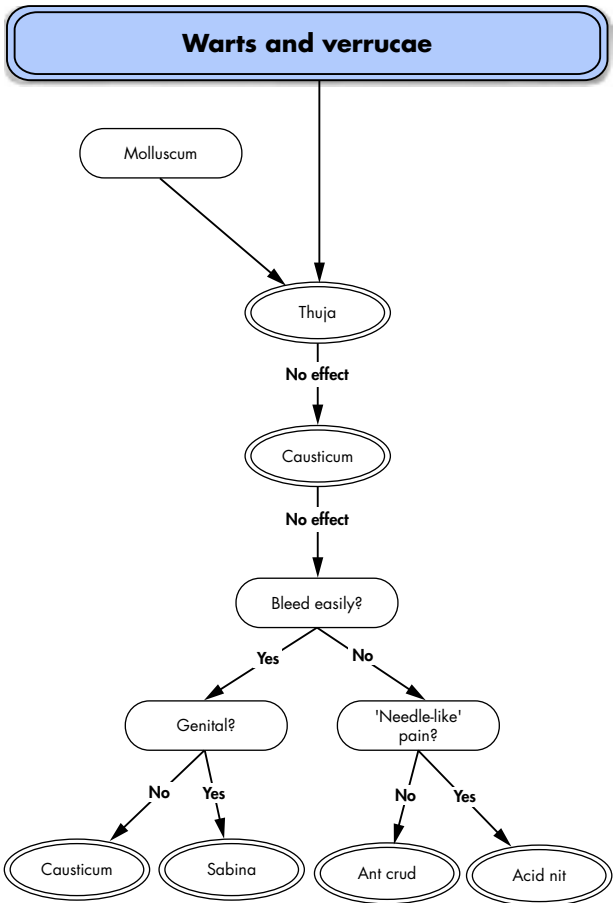 Warts and verrucae
Molluscum
Thuja
No effect
Causticum
No effect
Bleed easily?
Yes
No
Genital?
'Needle-like'
pain?
No
Yes
No
Yes
Causticum
Sabina
Ant crud
Acid nit